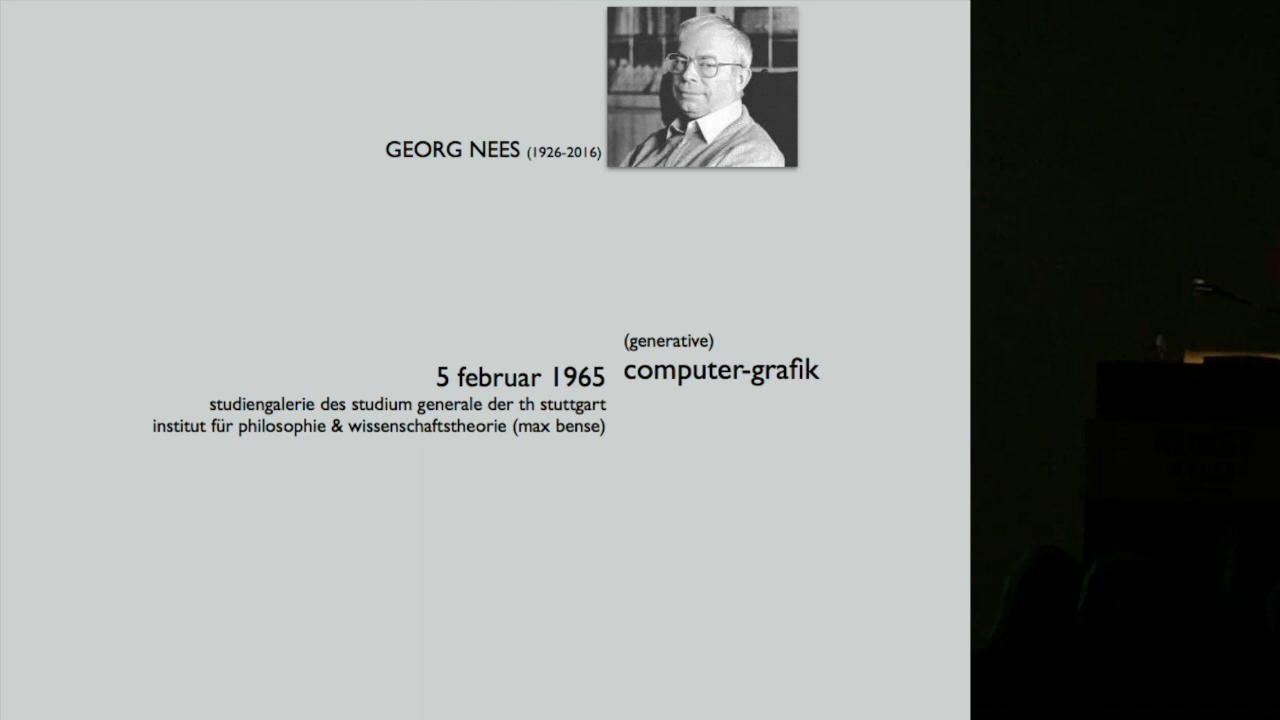 GEORG NEES (1926-2016)
(generative)
computer-grafik
5 februar 1965
studiengalerie des studium generale der th stuttgart
institut für philosophie & wissenschaftstheorie (max bense)